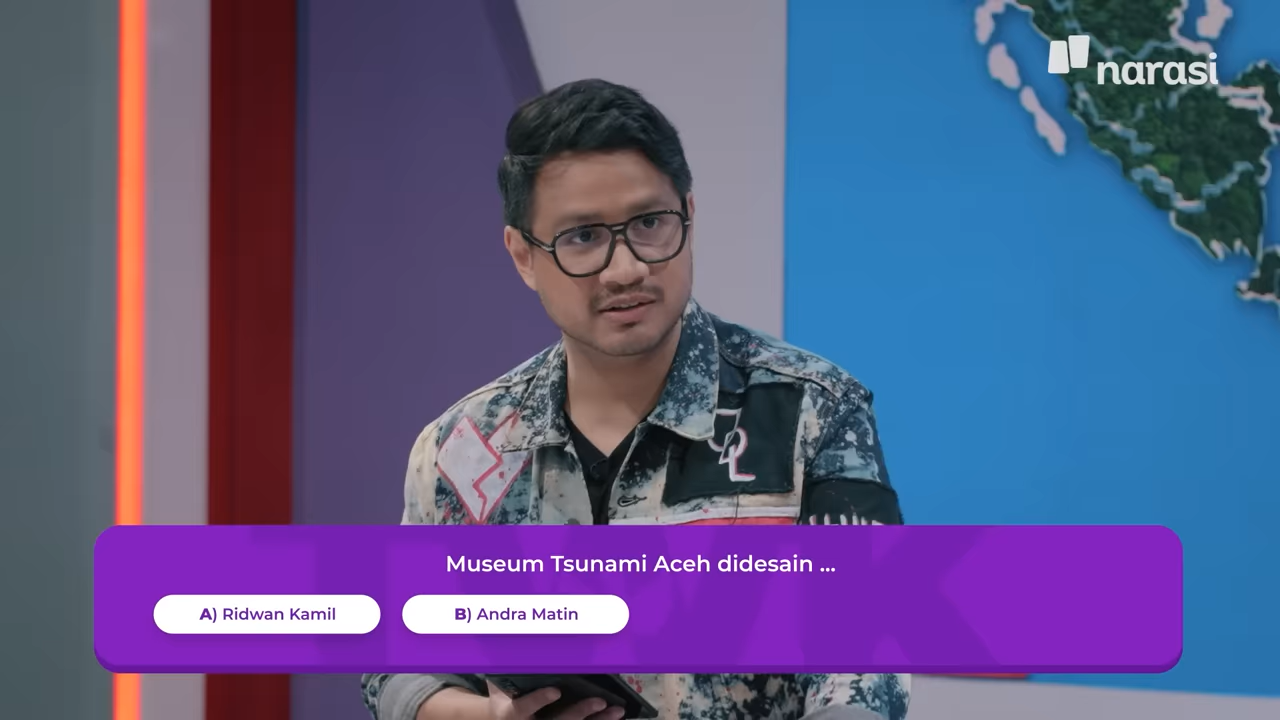 narasi
Museum Tsunami Aceh didesain ...
A) Ridwan Kamil
B) Andra Matin